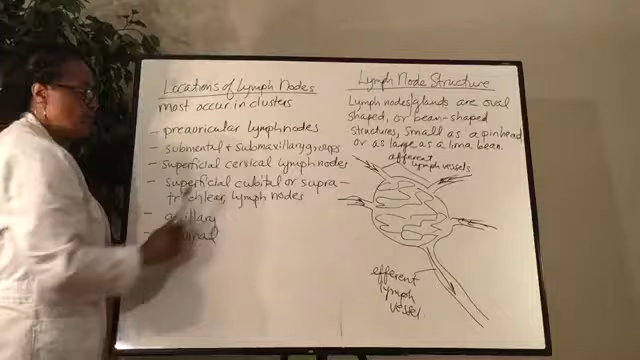 Locations of Lymph Nodes
most occur in clusters
- preauricular lymph nodes
- submental & submaxillary groups
- superficial cervical lymph nodes
- superficial cubital or supra-
trochlear lymph nodes
- axillary
-
Lymph Node Structure
Lymph nodes/glands are oval
shaped, or bean-shaped
structures, small as a pinhead
or as large as a lima bean.
afferent
lymph vessels
efferent
lymph
vessel